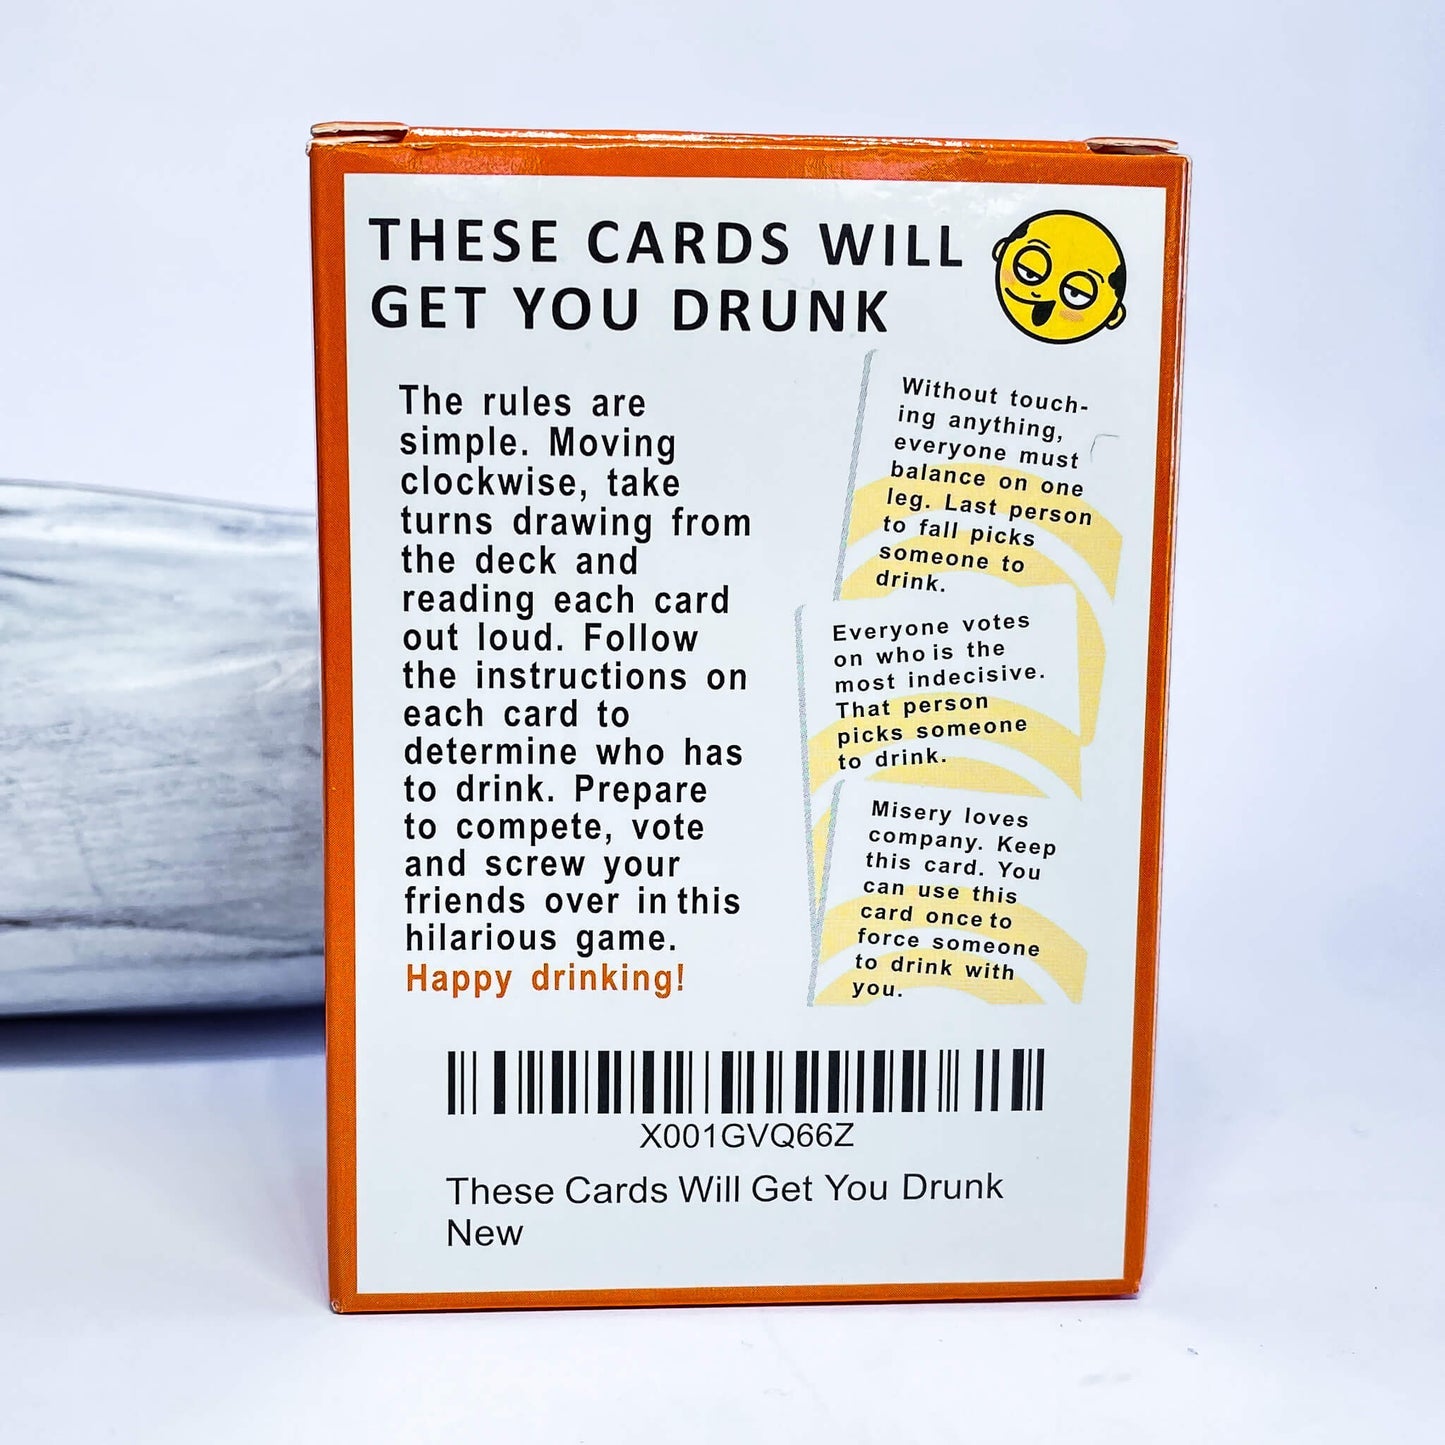 THESE CARDS WILL
GET YOU DRUNK
The rules are
simple. Moving
clockwise, take
turns drawing from
the deck and
reading each card
out loud. Follow
the instructions on
each card to
determine who has
to drink. Prepare
to compete, vote
and screw your
friends over in this
hilarious game.
Happy drinking!
Without touch-
ing anything,
everyone must
balance on one
leg. Last person
to fall picks
someone to
drink.
Everyone votes
on who is the
most indecisive.
That person
picks someone
to drink.
Misery loves
company. Keep
this card. You
can use this
card once to
force someone
to drink with
you.
X001GVQ66Z
These Cards Will Get You Drunk
New